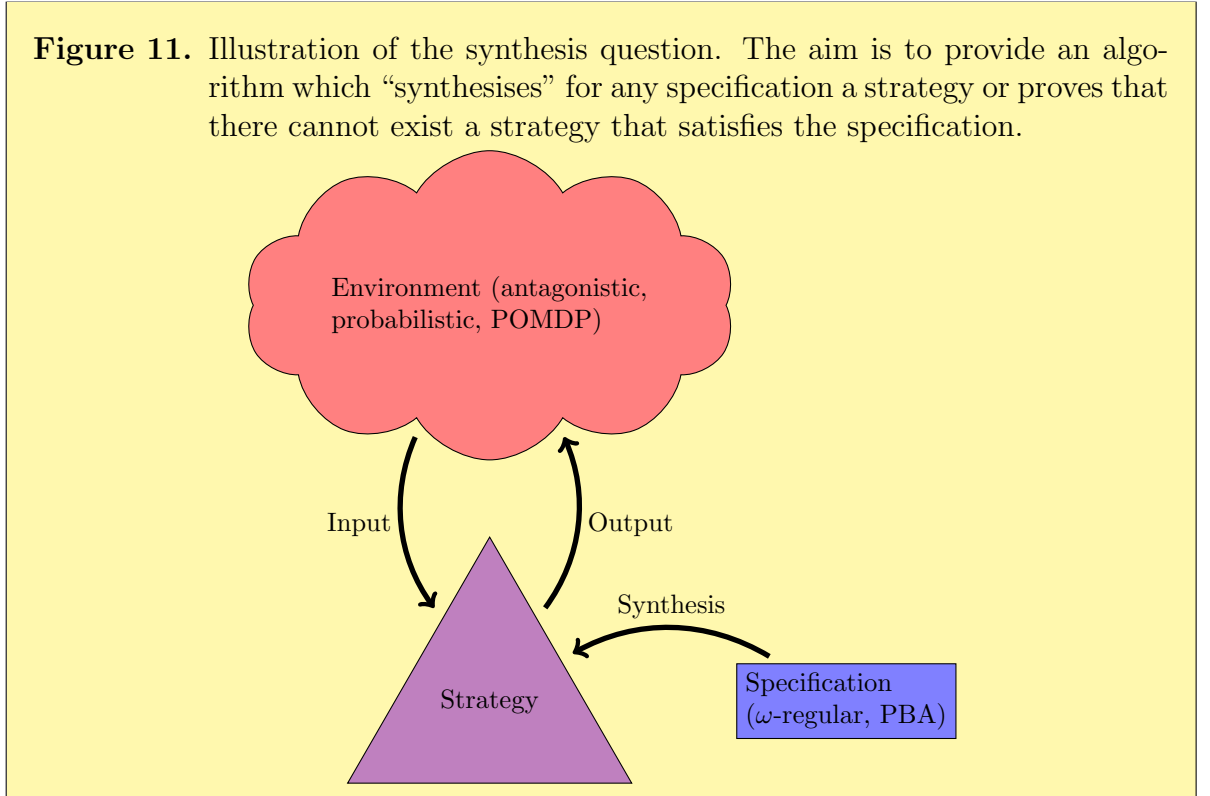 Figure 11. Illustration of the synthesis question. The aim is to provide an algo-
rithm which “synthesises” for any specification a strategy or proves that
there cannot exist a strategy that satisfies the specification.
Environment (antagonistic,
probabilistic, POMDP)
Input
Output
Synthesis
Strategy
Specification
(ω-regular, PBA)